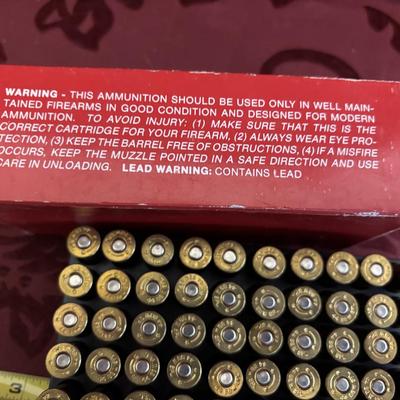 WARNING - THIS AMMUNITION SHOULD BE USED ONLY IN WELL MAIN-
TAINED FIREARMS IN GOOD CONDITION AND DESIGNED FOR MODERN
AMMUNITION. TO AVOID INJURY: (1) MAKE SURE THAT THIS IS THE
CORRECT CARTRIDGE FOR YOUR FIREARM, (2) ALWAYS WEAR EYE PRO-
TECTION, (3) KEEP THE BARREL FREE OF OBSTRUCTIONS, (4) IF A MISFIRE
OCCURS, KEEP THE MUZZLE POINTED IN A SAFE DIRECTION AND USE
CARE IN UNLOADING. LEAD WARNING: CONTAINS LEAD
3